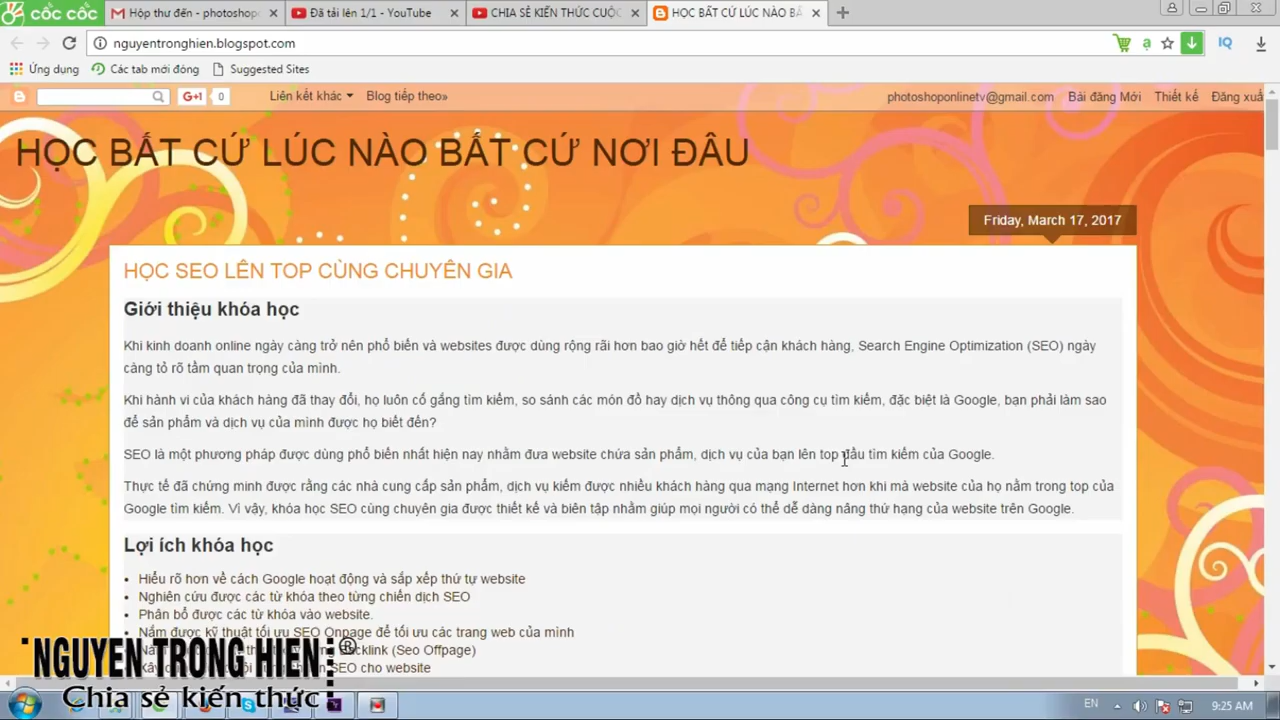 CỐC CỐC
Hộp thư đến - photoshop
Đã tải lên 1/1 - YouTube
CHIA SẺ KIẾN THỨC CUỘC
HỌC BẤT CỨ LÚC NÀO BẤ
nguyentronghien.blogspot.com
Ứng dụng
Các tab mới đóng
Suggested Sites
G+1
0
Liên kết khác
Blog tiếp theo»
photoshoponlinetv@gmail.com
Bài đăng Mới
Thiết kế
Đăng xuấ
HỌC BẤT CỨ LÚC NÀO BẤT CỨ NƠI ĐÂU
Friday, March 17, 2017
HỌC SEO LÊN TOP CÙNG CHUYÊN GIA
Giới thiệu khóa học
Khi kinh doanh online ngày càng trở nên phổ biến và websites được dùng rộng rãi hơn bao giờ hết để tiếp cận khách hàng, Search Engine Optimization (SEO) ngày
càng tỏ rõ tầm quan trọng của mình.
Khi hành vi của khách hàng đã thay đổi, họ luôn cố gắng tìm kiếm, so sánh các món đồ hay dịch vụ thông qua công cụ tìm kiếm, đặc biệt là Google, bạn phải làm sao
để sản phẩm và dịch vụ của mình được họ biết đến?
SEO là một phương pháp được dùng phổ biến nhất hiện nay nhằm đưa website chứa sản phẩm, dịch vụ của bạn lên top đầu tìm kiếm của Google.
Thực tế đã chứng minh được rằng các nhà cung cấp sản phẩm, dịch vụ kiếm được nhiều khách hàng qua mạng Internet hơn khi mà website của họ nằm trong top của
Google tìm kiếm. Vì vậy, khóa học SEO cùng chuyên gia được thiết kế và biên tập nhằm giúp mọi người có thể dễ dàng nâng thứ hạng của website trên Google.
Lợi ích khóa học
Hiểu rõ hơn về cách Google hoạt động và sắp xếp thứ tự website
Nghiên cứu được các từ khóa theo từng chiến dịch SEO
Phân bổ được các từ khóa vào website.
Nắm được kỹ thuật tối ưu SEO Onpage để tối ưu các trang web của mình
backlink (Seo Offpage)
SEO cho website
NGUYEN TRONG HIEN ®
Chia sẻ kiến thức
EN
9:25 AM